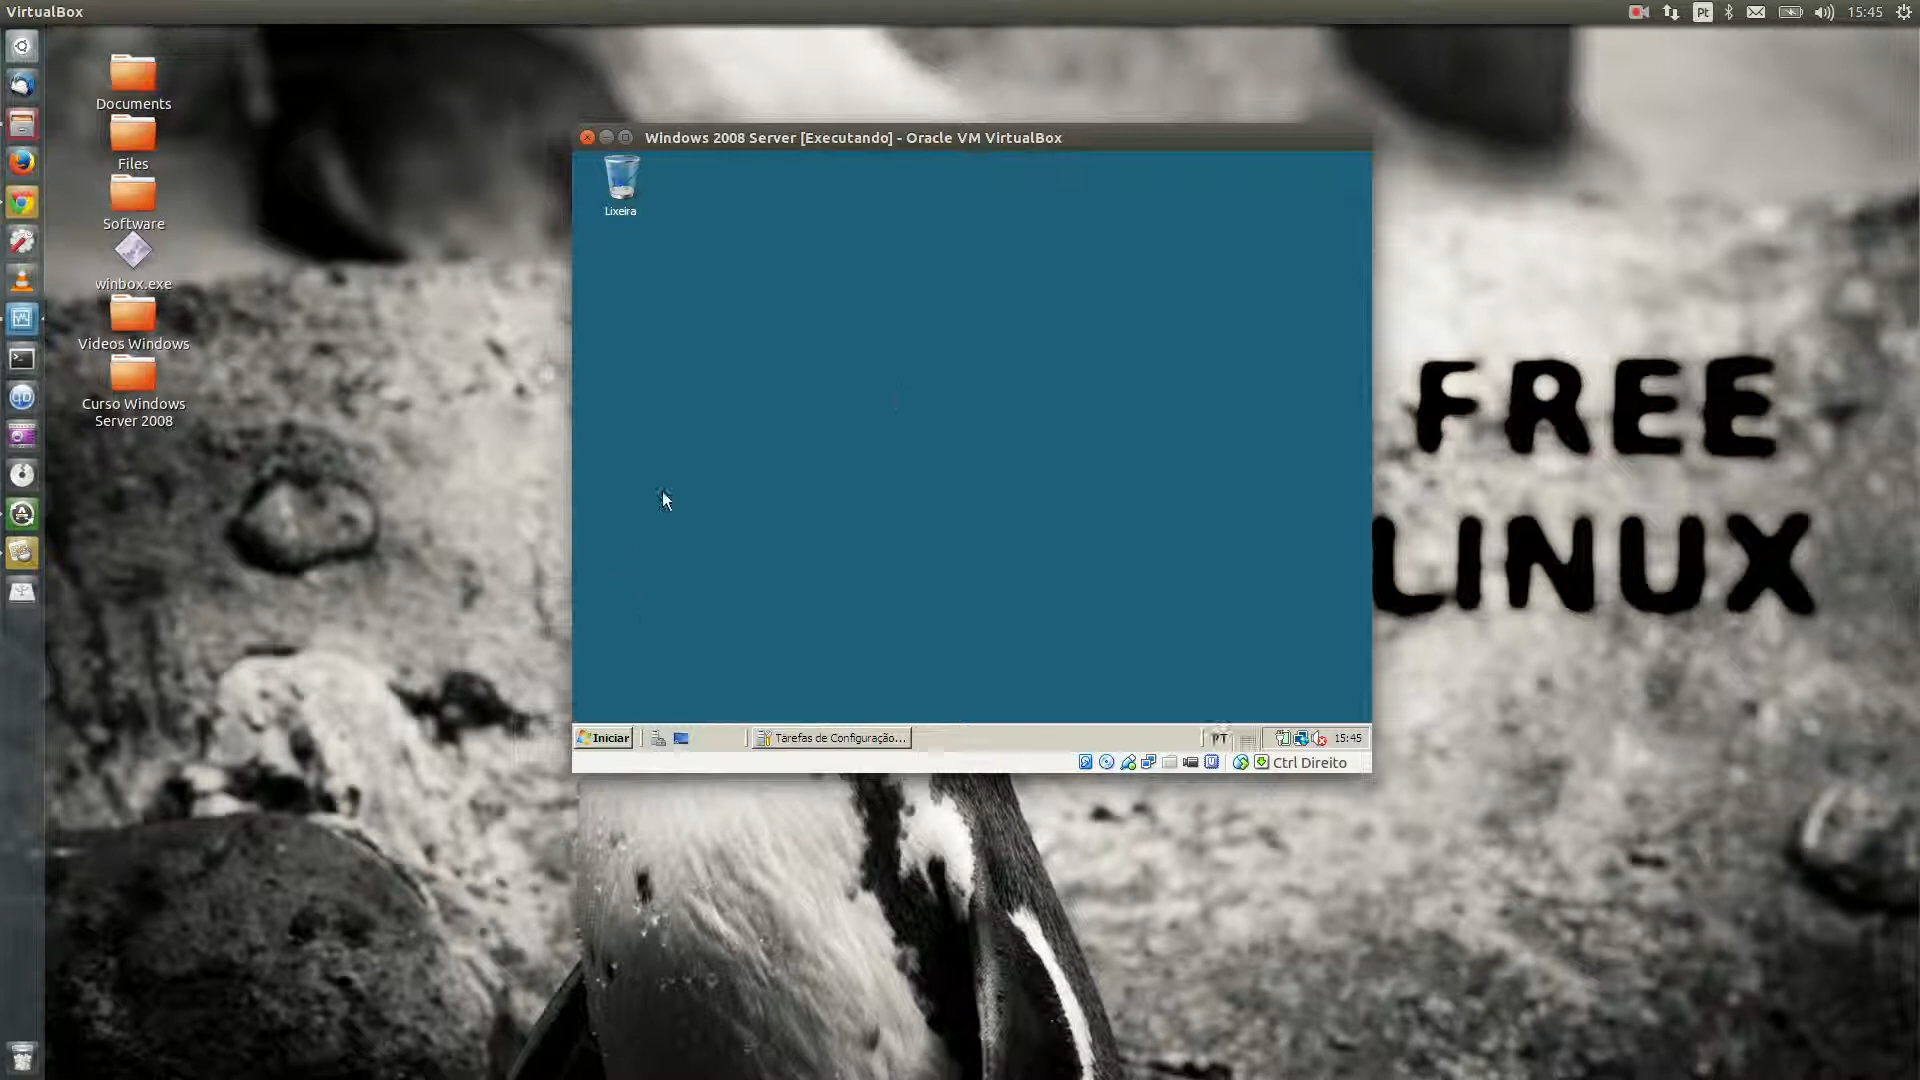 VirtualBox
Pt
15:45
Documents
Files
Software
winbox.exe
Videos Windows
Curso Windows
Server 2008
Windows 2008 Server [Executando] - Oracle VM VirtualBox
Lixeira
FREE
LINUX
Iniciar
Tarefas de Configuração...
PT
15:45
Ctrl Direito